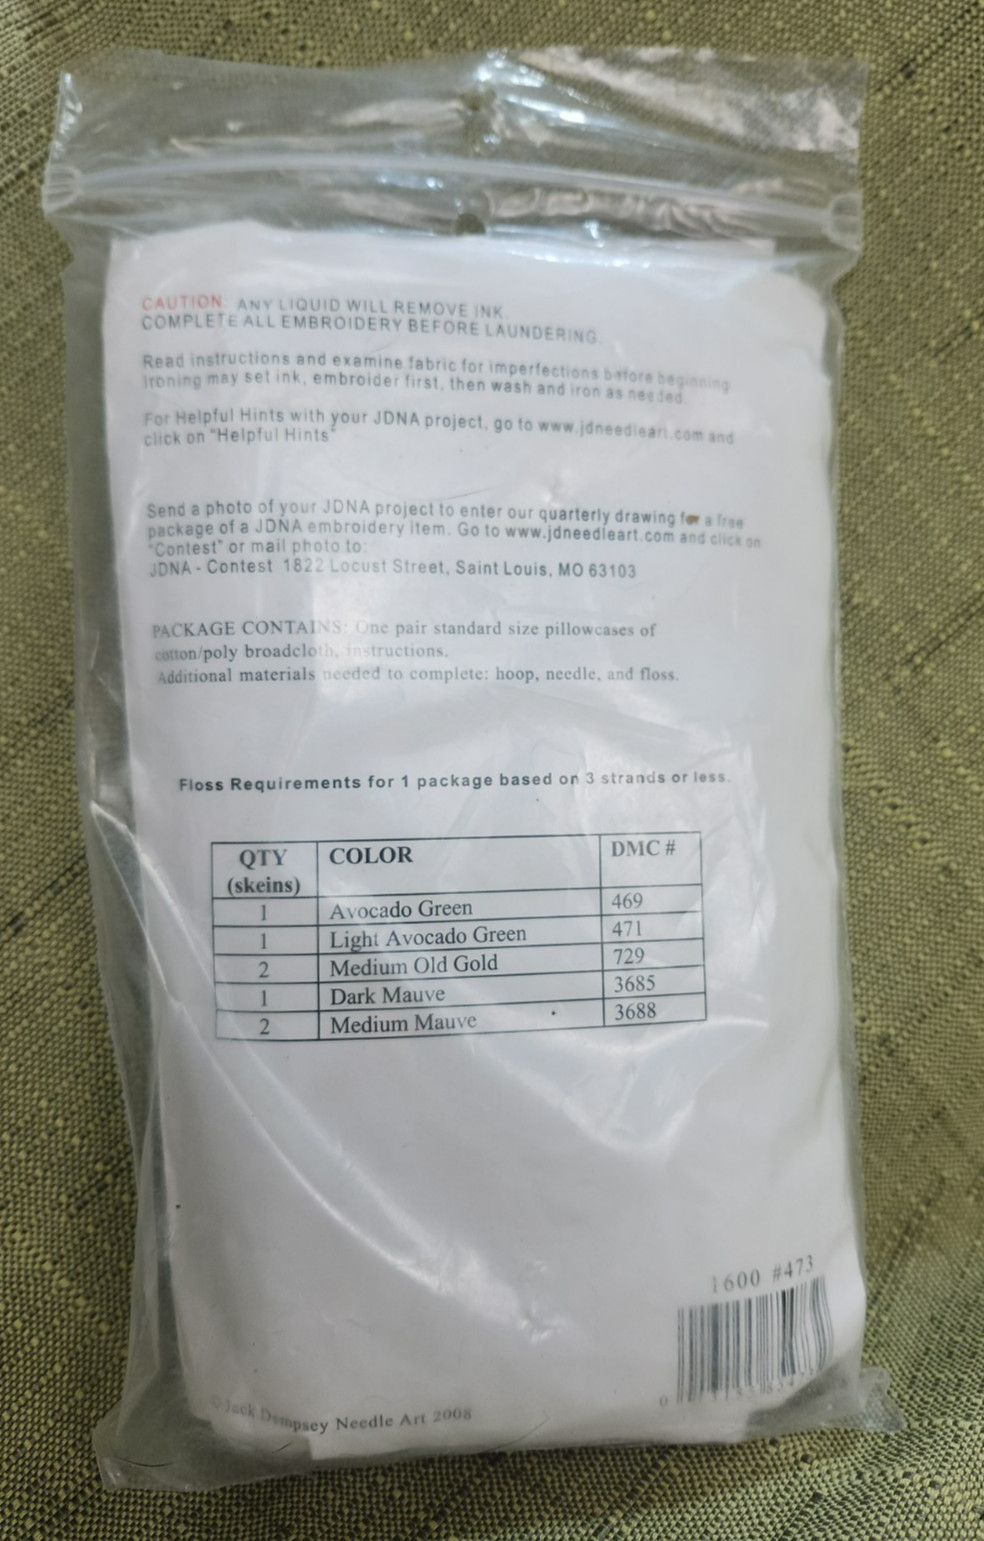 CAUTION: ANY LIQUID WILL REMOVE INK.
COMPLETE ALL EMBROIDERY BEFORE LAUNDERING.
Read instructions and examine fabric for imperfections before beginning
Ironing may set ink, embroider first, then wash and iron as needed.
For Helpful Hints with your JDNA project, go to www.jdneedleart.com and
click on "Helpful Hints"
Send a photo of your JDNA project to enter our quarterly drawing for a free
package of a JDNA embroidery item. Go to www.jdneedleart.com and click on
"Contest" or mail photo to:
JDNA - Contest 1822 Locust Street, Saint Louis, MO 63103
PACKAGE CONTAINS: One pair standard size pillowcases of
cotton/poly broadcloth, instructions.
Additional materials needed to complete: hoop, needle, and floss.
Floss Requirements for 1 package based on 3 strands or less.
QTY COLOR DMC #
(skeins)
1 Avocado Green 469
1 Light Avocado Green 471
2 Medium Old Gold 729
1 Dark Mauve 3685
2 Medium Mauve 3688
1600 #473
© Jack Dempsey Needle Art 2008